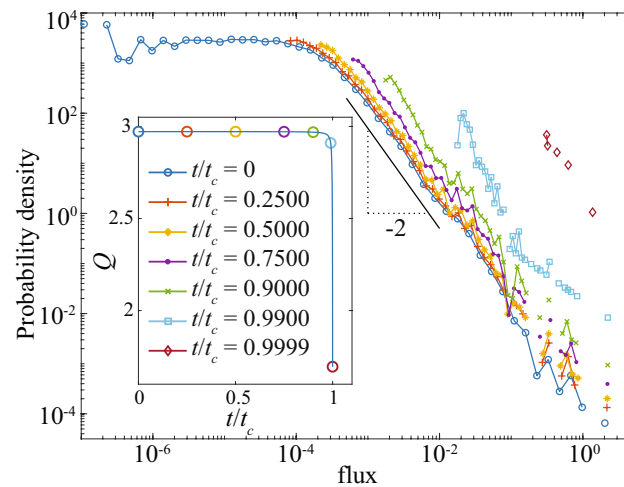 10^4
10^2
10^0
10^-2
10^-4
Probability density
10^-6
10^-4
10^-2
10^0
flux
-2
3
2.5
2
Q
0
0.5
1
t/t_c
t/t_c = 0
t/t_c = 0.2500
t/t_c = 0.5000
t/t_c = 0.7500
t/t_c = 0.9000
t/t_c = 0.9900
t/t_c = 0.9999